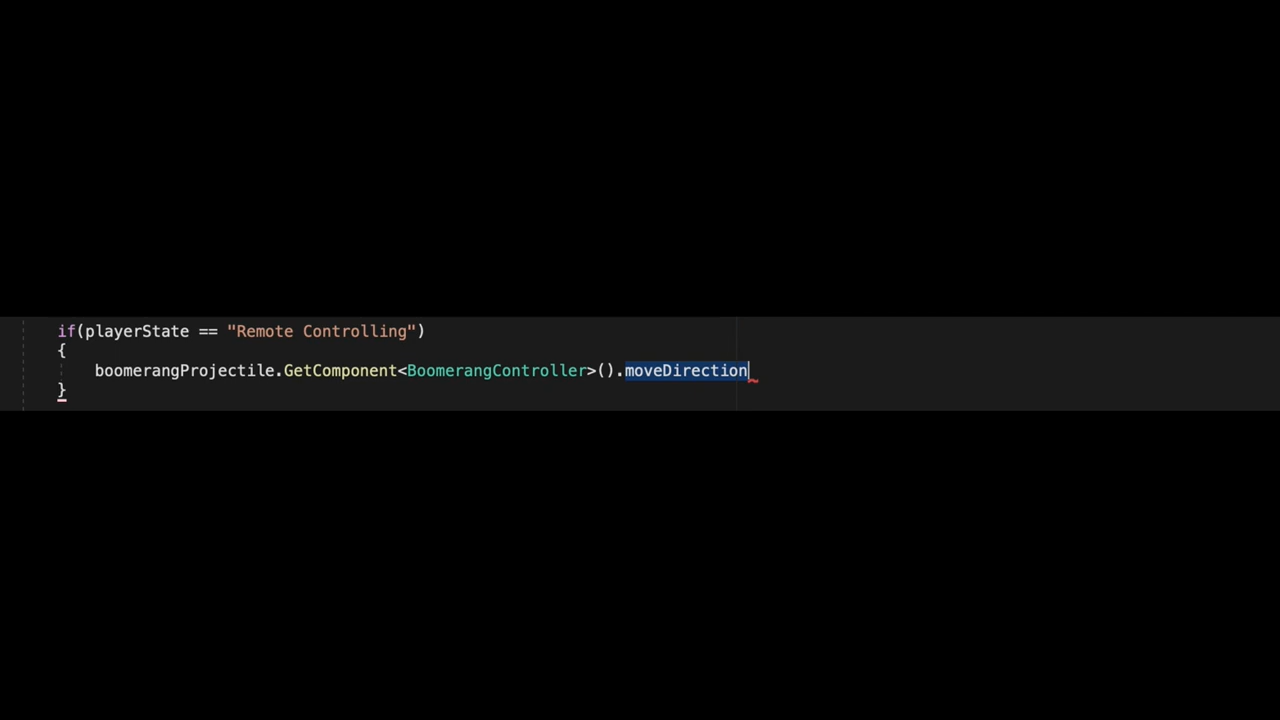 if(playerState == "Remote Controlling")
{
boomerangProjectile.GetComponent<BoomerangController>().moveDirection
}